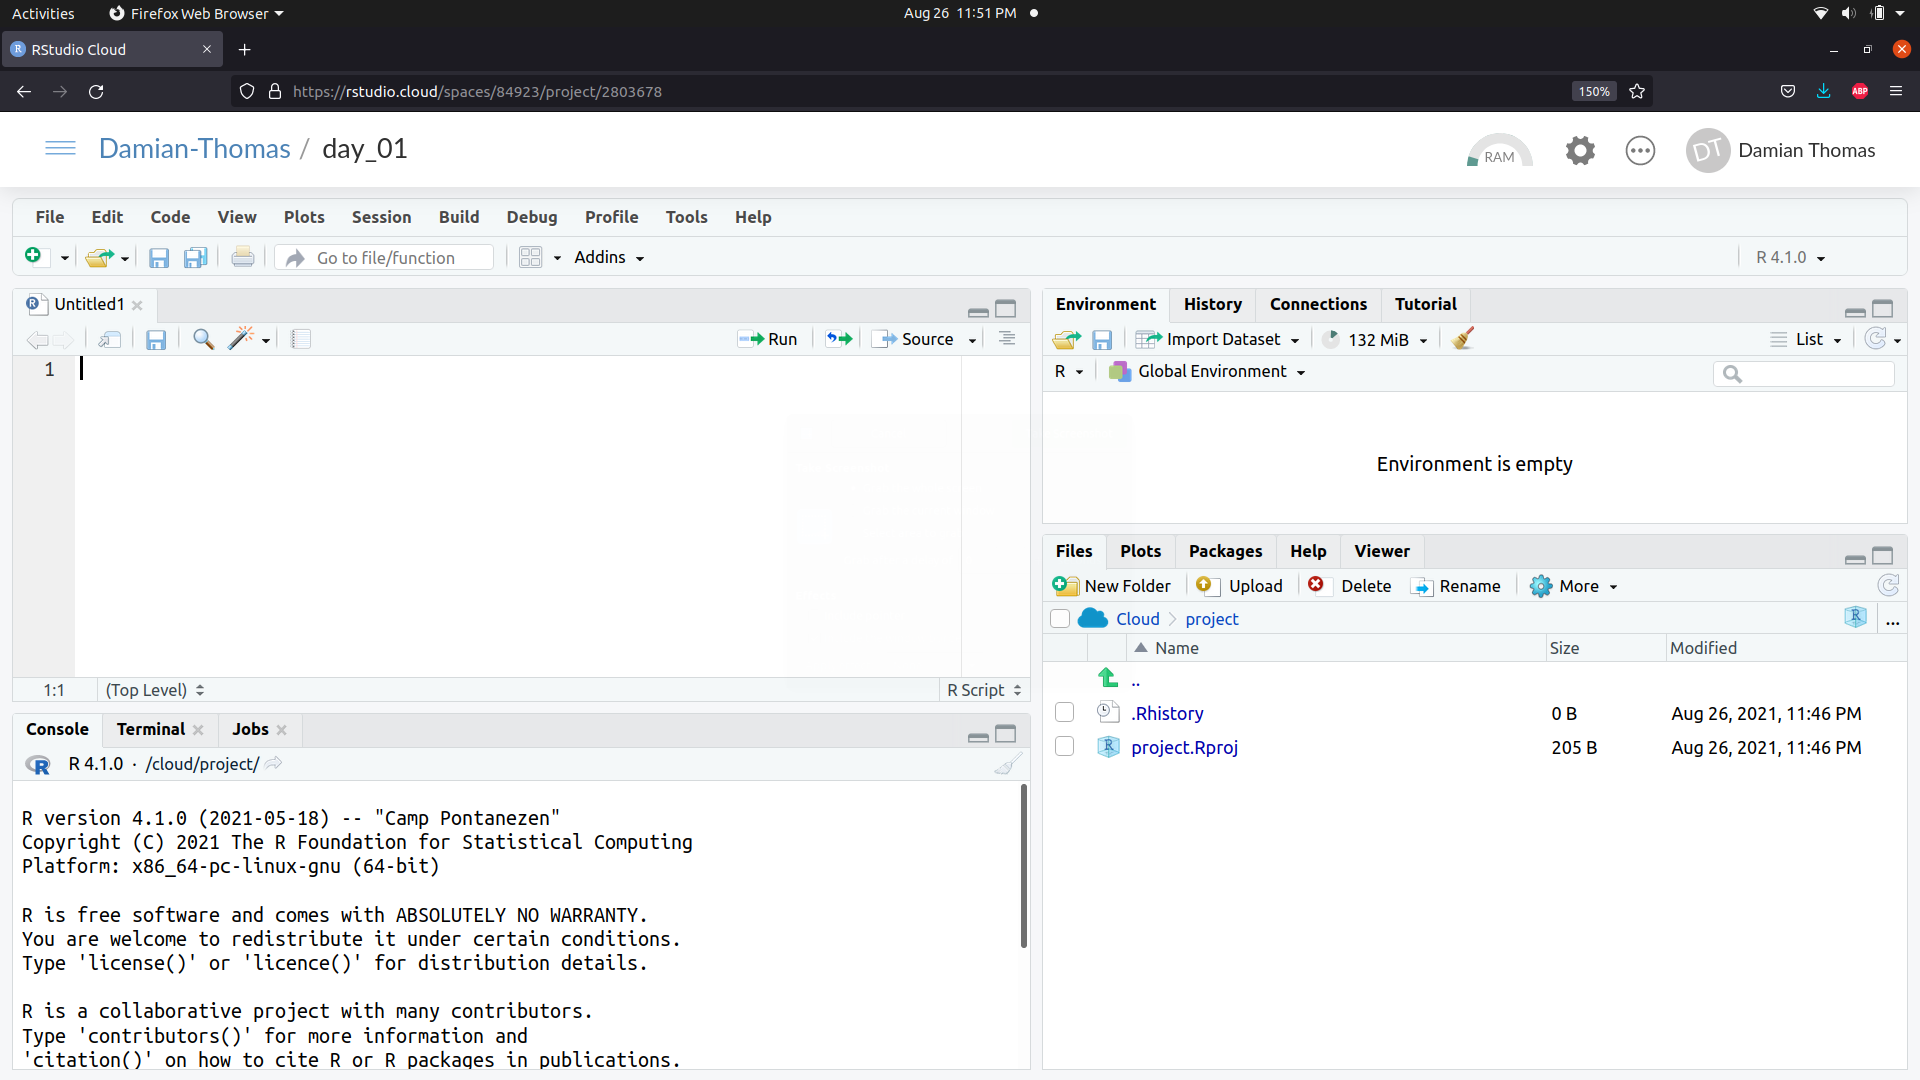 Activities Firefox Web Browser Aug 26 11:51 PM
RStudio Cloud
https://rstudio.cloud/spaces/84923/project/2803678 150% ABP
Damian-Thomas / day_01 RAM DT Damian Thomas
File Edit Code View Plots Session Build Debug Profile Tools Help
Go to file/function Addins R 4.1.0
Untitled1
Run Source
1
1:1 (Top Level) R Script
Console Terminal Jobs
R 4.1.0 · /cloud/project/
R version 4.1.0 (2021-05-18) -- "Camp Pontanezen"
Copyright (C) 2021 The R Foundation for Statistical Computing
Platform: x86_64-pc-linux-gnu (64-bit)
R is free software and comes with ABSOLUTELY NO WARRANTY.
You are welcome to redistribute it under certain conditions.
Type 'license()' or 'licence()' for distribution details.
R is a collaborative project with many contributors.
Type 'contributors()' for more information and
'citation()' on how to cite R or R packages in publications.
Environment History Connections Tutorial
Import Dataset 132 MiB List
R Global Environment
Environment is empty
Files Plots Packages Help Viewer
New Folder Upload Delete Rename More
Cloud project ...
Name Size Modified
..
.Rhistory 0 B Aug 26, 2021, 11:46 PM
project.Rproj 205 B Aug 26, 2021, 11:46 PM